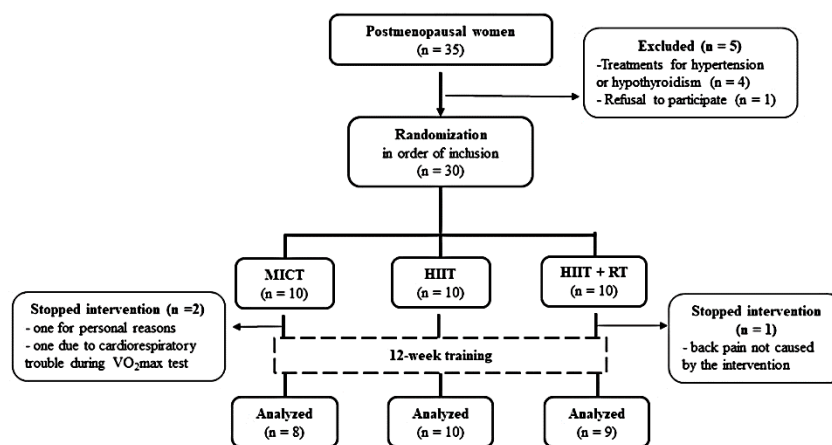 Postmenopausal women
(n = 35)
Excluded (n = 5)
-Treatments for hypertension
or hypothyroidism (n = 4)
- Refusal to participate (n = 1)
Randomization
in order of inclusion
(n = 30)
MICT
(n = 10)
HIIT
(n = 10)
HIIT + RT
(n = 10)
Stopped intervention (n =2)
- one for personal reasons
- one due to cardiorespiratory
trouble during VO₂max test
Stopped intervention
(n = 1)
- back pain not caused
by the intervention
12-week training
Analyzed
(n = 8)
Analyzed
(n = 10)
Analyzed
(n = 9)